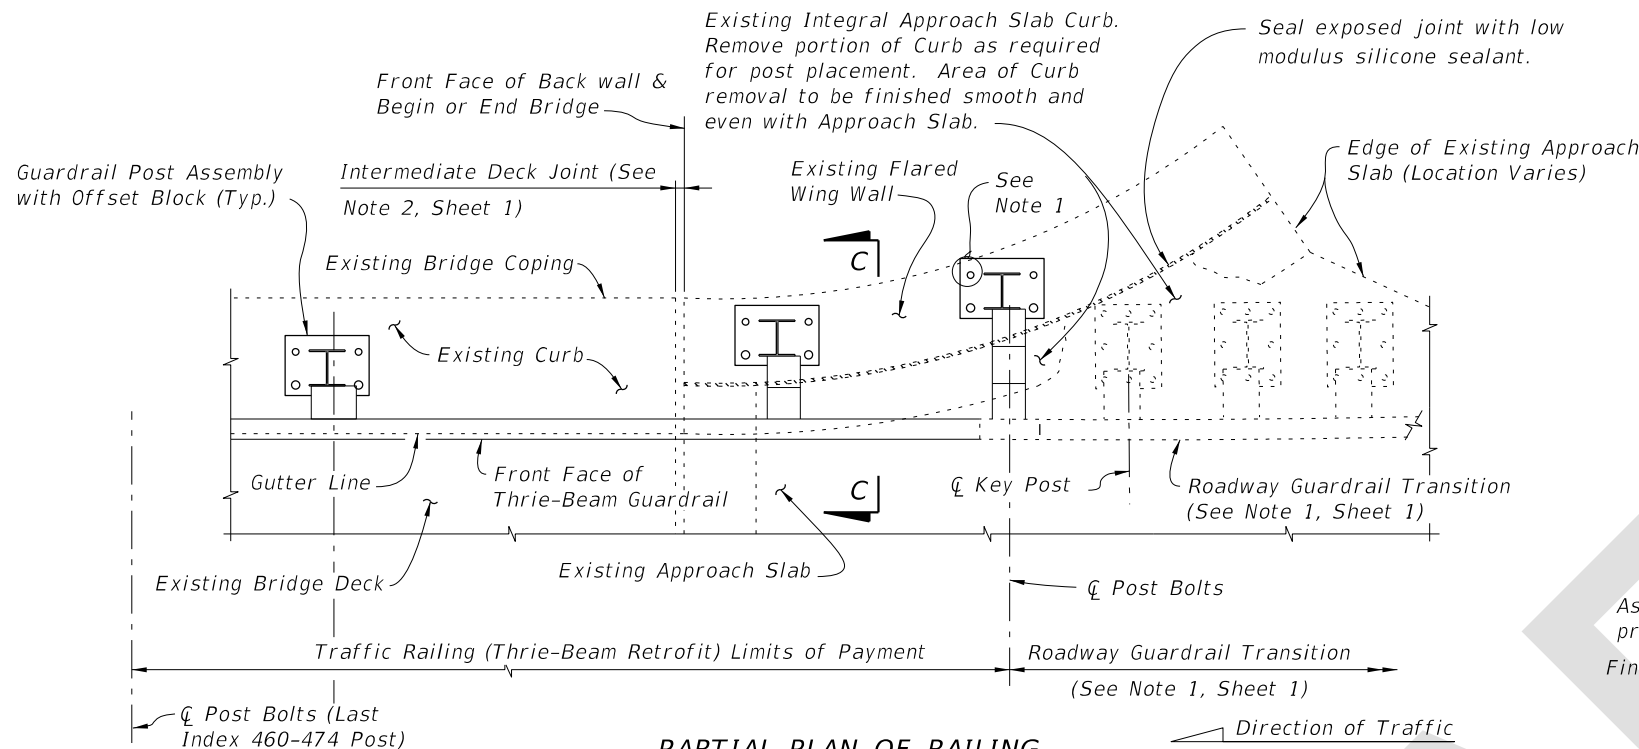 Existing Integral Approach Slab Curb.
Remove portion of Curb as required
for post placement. Area of Curb
removal to be finished smooth and
even with Approach Slab.
Seal exposed joint with low
modulus silicone sealant.
Front Face of Back wall &
Begin or End Bridge
Guardrail Post Assembly
with Offset Block (Typ.)
Intermediate Deck Joint (See
Note 2, Sheet 1)
Existing Flared
Wing Wall
See
Note 1
Edge of Existing Approach
Slab (Location Varies)
C
Existing Bridge Coping
Existing Curb
Gutter Line
Front Face of
Thrie-Beam Guardrail
C
℄ Key Post
Roadway Guardrail Transition
(See Note 1, Sheet 1)
Existing Bridge Deck
Existing Approach Slab
℄ Post Bolts
As
pr
Fin
Traffic Railing (Thrie-Beam Retrofit) Limits of Payment
Roadway Guardrail Transition
(See Note 1, Sheet 1)
℄ Post Bolts (Last
Index 460-474 Post)
Direction of Traffic
PARTIAL PLAN OF RAILING